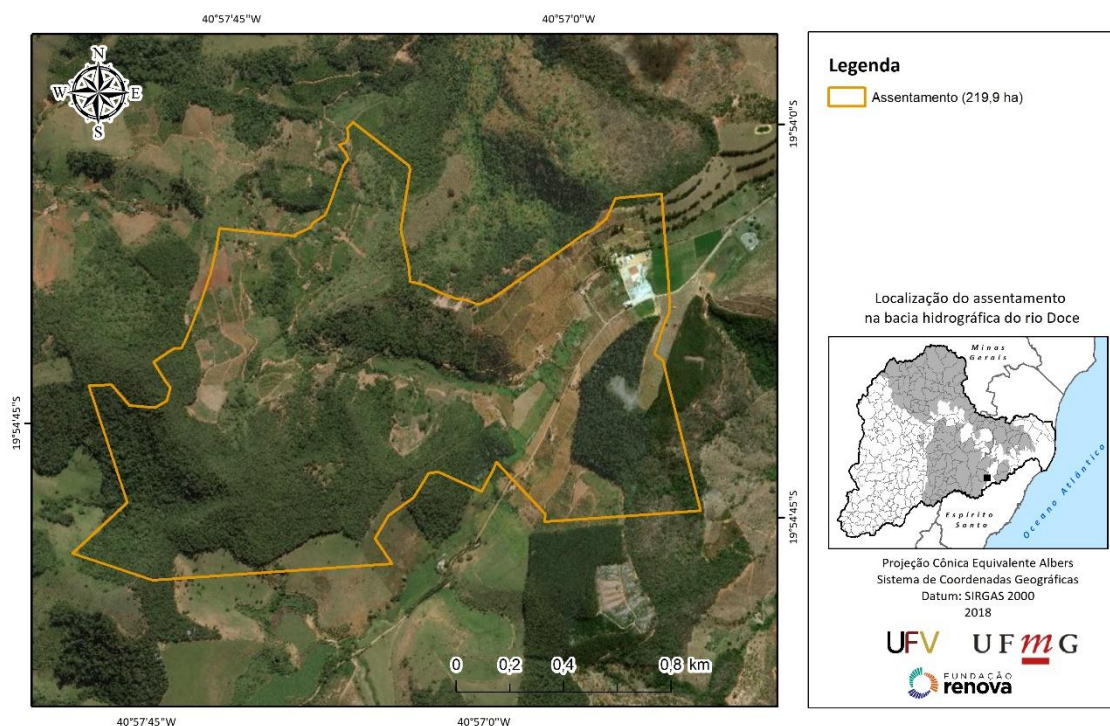 40°57'45"W
40°57'0"W
N
W
E
S
19°54'0"S
19°54'45"S
19°54'45"S
0
0,2
0,4
0,8 km
40°57'45"W
40°57'0"W
Legenda
Assentamento (219,9 ha)
Localização do assentamento
na bacia hidrográfica do rio Doce
Minas
Gerais
Espírito
Santo
Oceano Atlântico
Projeção Cônica Equivalente Albers
Sistema de Coordenadas Geográficas
Datum: SIRGAS 2000
2018
UFV
UFmG
FUNDAÇÃO
renova